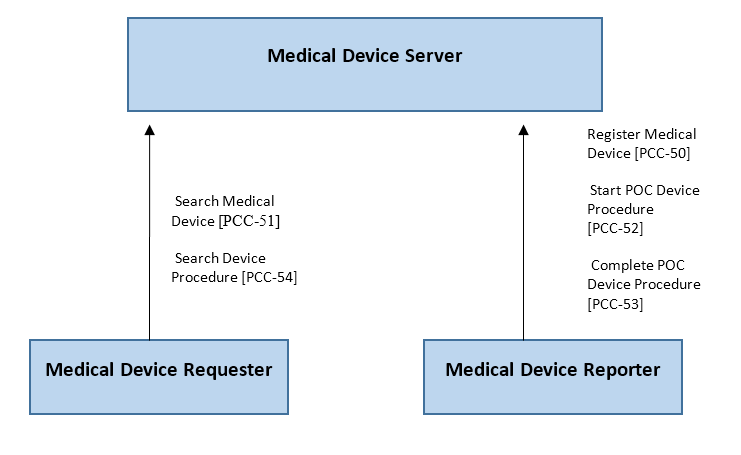 Medical Device Server
Register Medical
Device [PCC-50]
Start POC Device
Procedure
[PCC-52]
Complete POC
Device Procedure
[PCC-53]
Search Medical
Device [PCC-51]
Search Device
Procedure [PCC-54]
Medical Device Requester
Medical Device Reporter